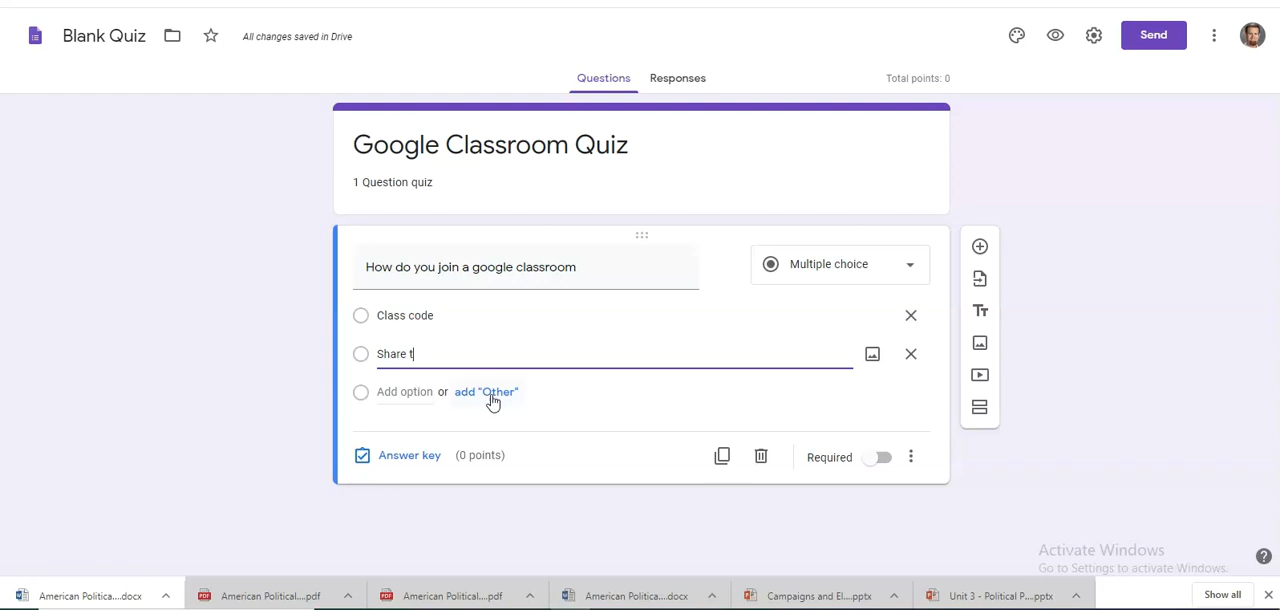 Blank Quiz
All changes saved in Drive
Send
Questions
Responses
Total points: 0
Google Classroom Quiz
1 Question quiz
How do you join a google classroom
Multiple choice
Class code
Share t
Add option or add "Other"
Answer key (0 points)
Required
Activate Windows
Go to Settings to activate Windows.
American Politica....docx
American Political....pdf
American Political....pdf
American Politica....docx
Campaigns and El....pptx
Unit 3 - Political P....pptx
Show all